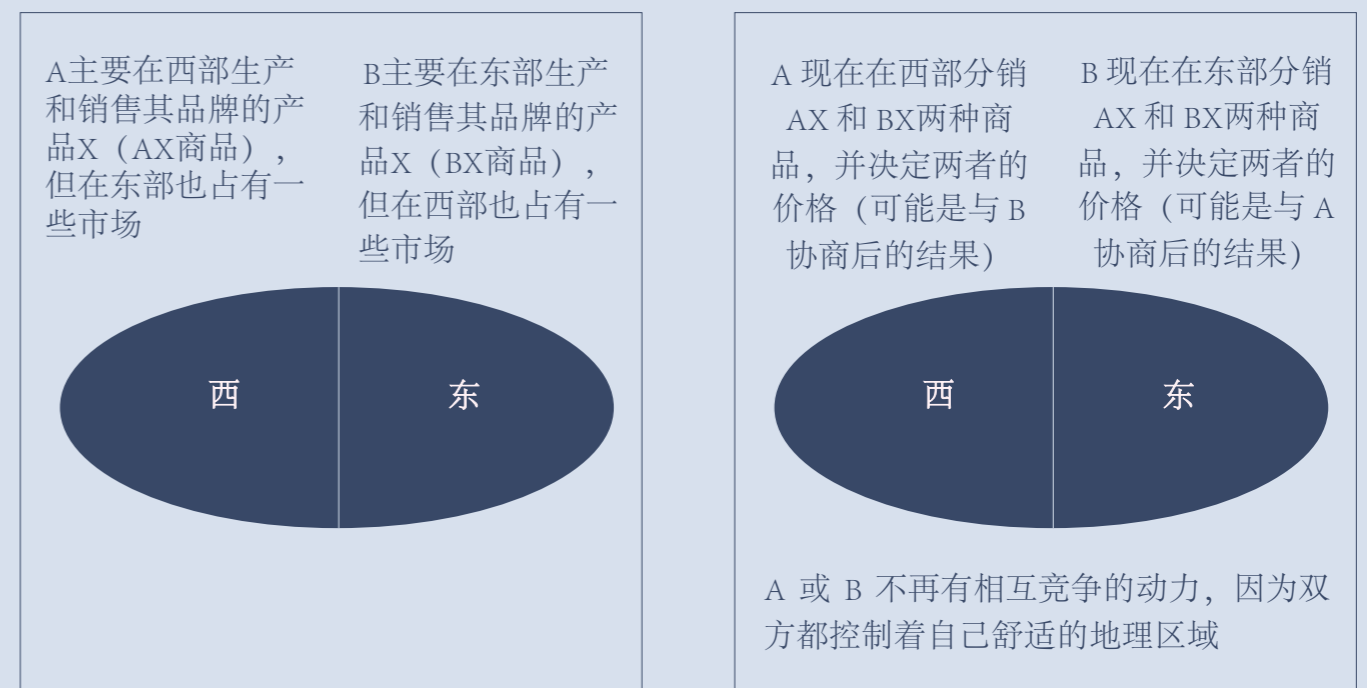 A主要在西部生产
和销售其品牌的产
品X（AX商品），
但在东部也占有一
些市场
B主要在东部生产
和销售其品牌的产
品X（BX商品），
但在西部也占有一
些市场
西
东
A 现在在西部分销
AX 和 BX两种商
品，并决定两者的
价格（可能是与 B
协商后的结果）
B 现在在东部分销
AX 和 BX两种商
品，并决定两者的
价格（可能是与 A
协商后的结果）
西
东
A 或 B 不再有相互竞争的动力，因为双
方都控制着自己舒适的地理区域